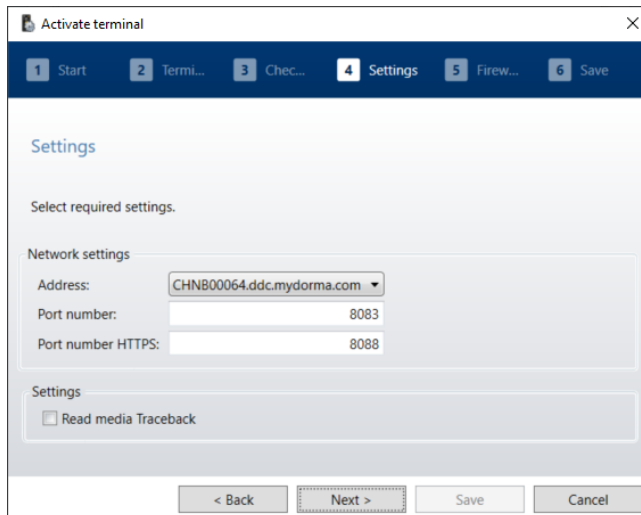 Activate terminal
1 Start 2 Termi... 3 Chec... 4 Settings 5 Firew... 6 Save
Settings
Select required settings.
Network settings
Address: CHNB00064.ddc.mydorma.com
Port number: 8083
Port number HTTPS: 8088
Settings
Read media Traceback
< Back Next > Save Cancel